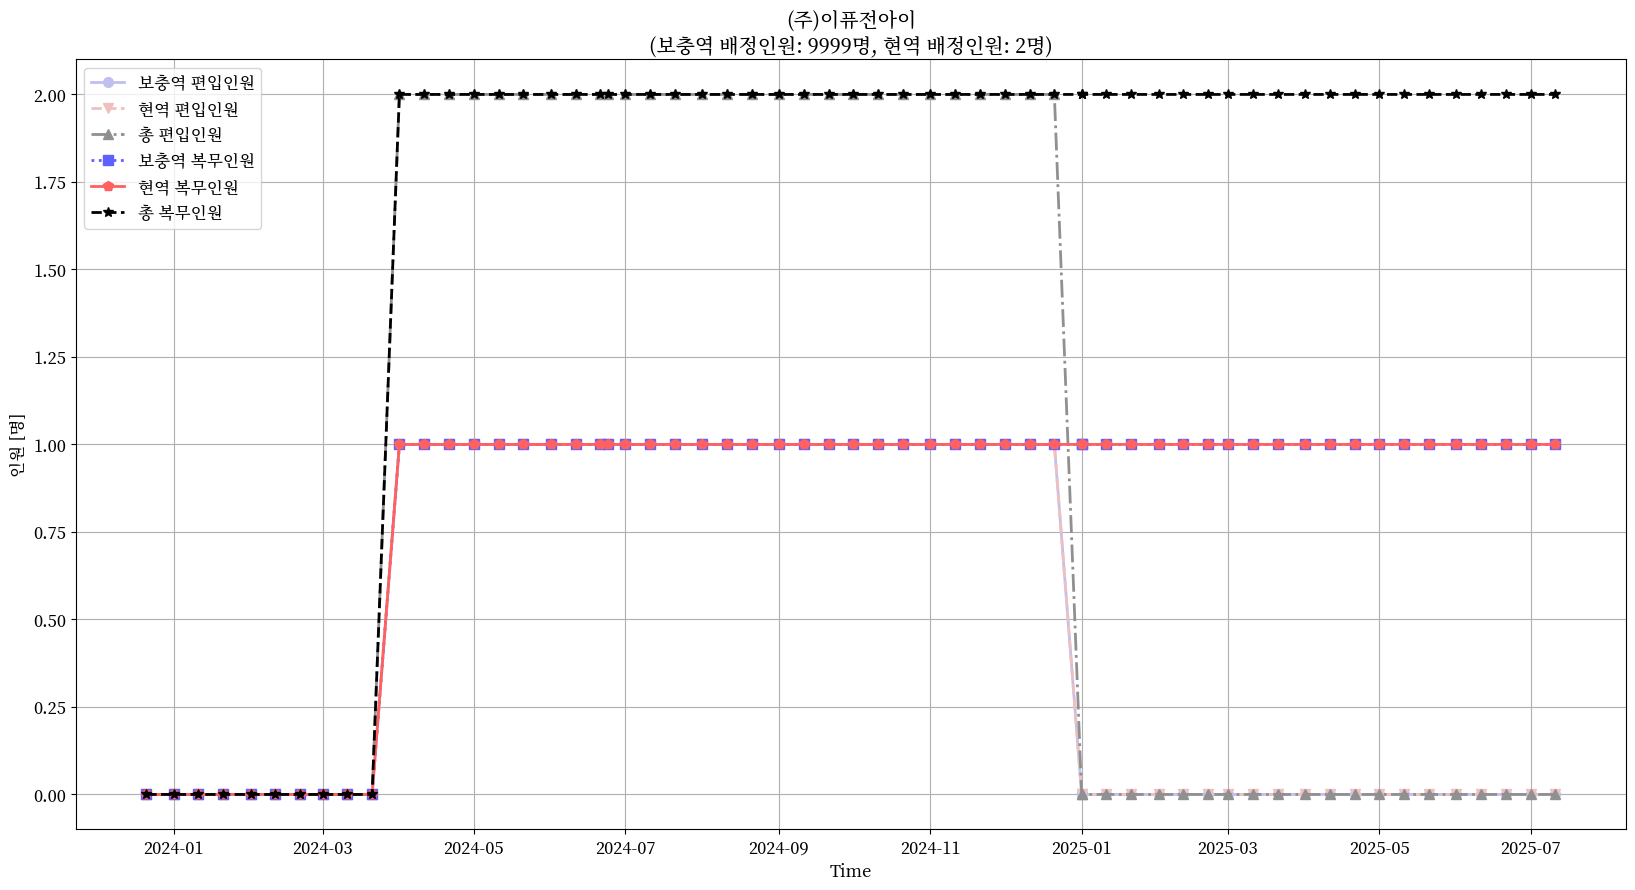 (주)이퓨전아이
(보충역 배정인원: 9999명, 현역 배정인원: 2명)
보충역 편입인원
현역 편입인원
총 편입인원
보충역 복무인원
현역 복무인원
총 복무인원
2.00
1.75
1.50
1.25
1.00
0.75
0.50
0.25
0.00
인원 [명]
2024-01
2024-03
2024-05
2024-07
2024-09
2024-11
2025-01
2025-03
2025-05
2025-07
Time